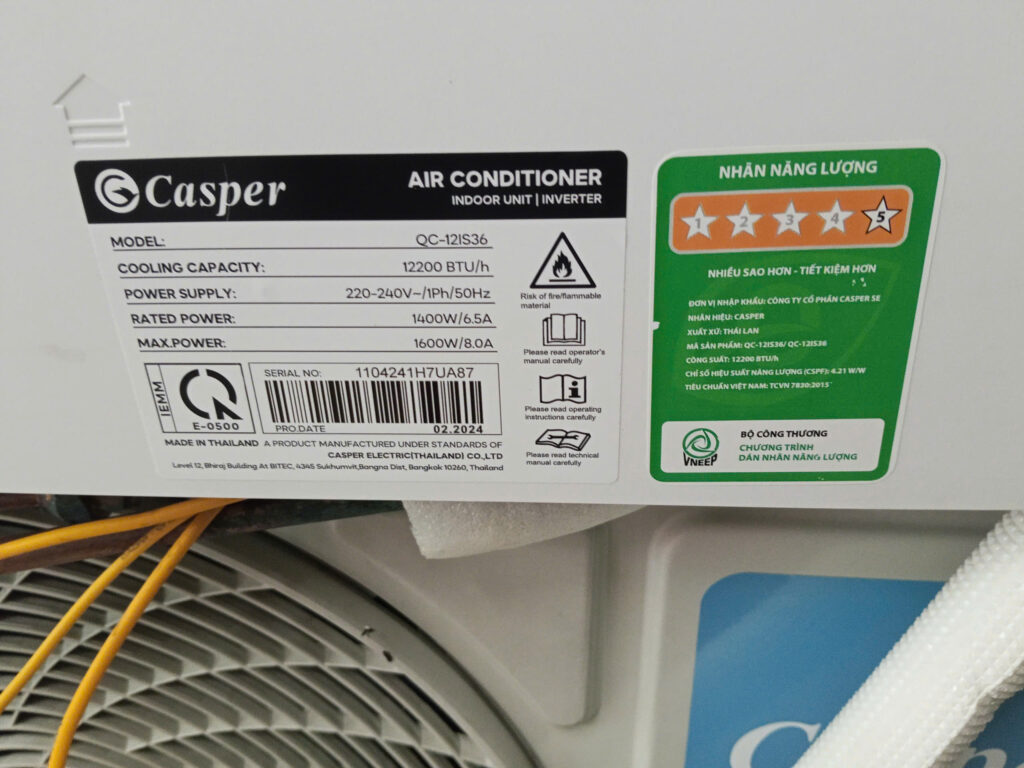 Casper
AIR CONDITIONER
INDOOR UNIT | INVERTER
MODEL: QC-12IS36
COOLING CAPACITY: 12200 BTU/h
POWER SUPPLY: 220-240V~/1Ph/50Hz
RATED POWER: 1400W/6.5A
MAX.POWER: 1600W/8.0A
IEMM
E-0500
SERIAL NO: 1104241H7UA87
PRO.DATE 02.2024
MADE IN THAILAND A PRODUCT MANUFACTURED UNDER STANDARDS OF
CASPER ELECTRIC(THAILAND) CO.,LTD
Level 12, Bhiraj Building At BITEC, 4345 Sukhumvit,Bangna Dist, Bangkok 10260, Thailand
Risk of fire/flammable
material
Please read operator's
manual carefully
Please read operating
instructions carefully
Please read technical
manual carefully
NHÃN NĂNG LƯỢNG
1 2 3 4 5
NHIỀU SAO HƠN - TIẾT KIỆM HƠN
ĐƠN VỊ NHẬP KHẨU: CÔNG TY CỔ PHẦN CASPER SE
NHÃN HIỆU: CASPER
XUẤT XỨ: THÁI LAN
MÃ SẢN PHẨM: QC-12IS36/ QC-12IS36
CÔNG SUẤT: 12200 BTU/h
CHỈ SỐ HIỆU SUẤT NĂNG LƯỢNG (CSPF): 4.21 W/W
TIÊU CHUẨN VIỆT NAM: TCVN 7830:2015
VNEEP
BỘ CÔNG THƯƠNG
CHƯƠNG TRÌNH
DÁN NHÃN NĂNG LƯỢNG